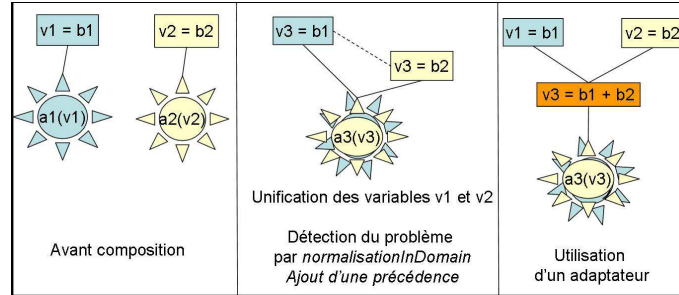 v1 = b1
v2 = b2
a1(v1)
a2(v2)
Avant composition
v3 = b1
v3 = b2
a3(v3)
Unification des variables v1 et v2
Détection du problème
par normalisationInDomain
Ajout d'une précédence
v1 = b1
v2 = b2
v3 = b1 + b2
a3(v3)
Utilisation
d'un adaptateur